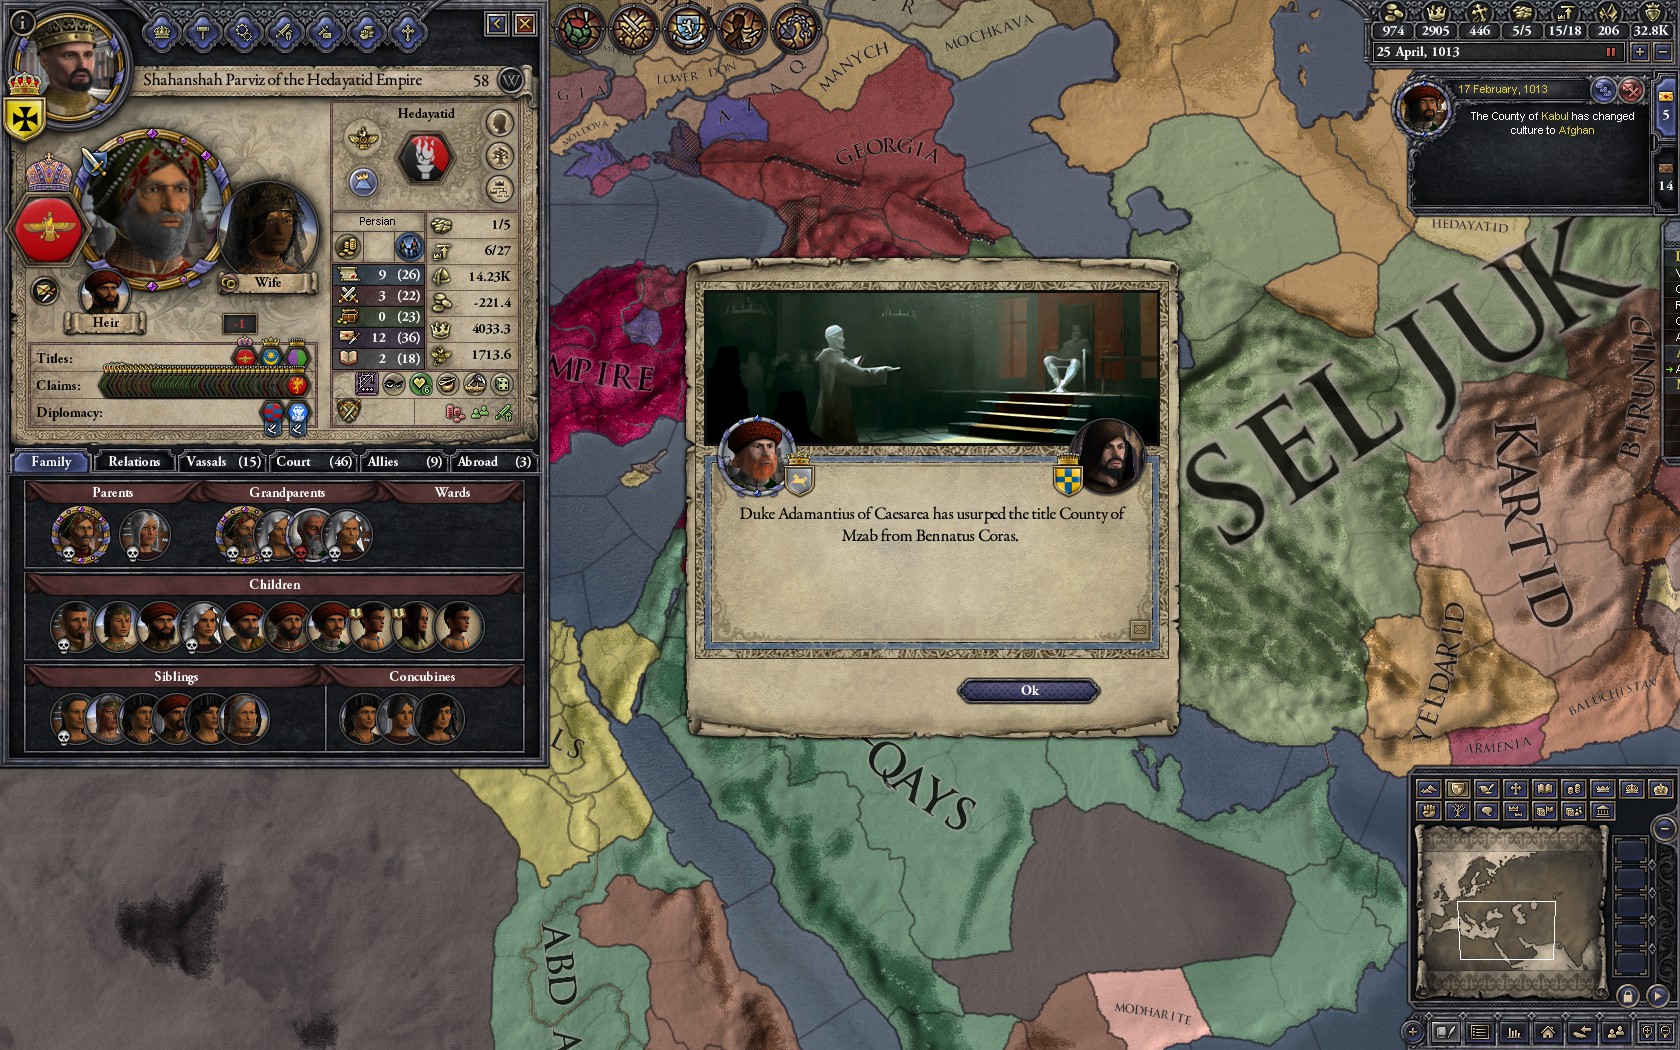 Shahanshah Parviz of the Hedayatid Empire 58
Hedayatid
Persian
9 (26)
3 (22)
0 (23)
12 (36)
2 (18)
1/5
6/27
14.23K
-221.4
4033.3
1713.6
Wife
Heir
-1
Titles:
Claims:
Diplomacy:
Family
Relations
Vassals (15)
Court (46)
Allies (9)
Abroad (3)
Parents
Grandparents
Wards
Children
Siblings
Concubines
974
2905
446
5/5
15/18
206
32.8K
25 April, 1013
17 February, 1013
The County of Kabul has changed
culture to Afghan
5
14
Duke Adamantius of Caesarea has usurped the title County of
Mzab from Bennatus Coras.
Ok
LOWER DON
MANYCH
MOCHKAVA
MOLDOVA
GEORGIA
HEDAYATID
SELJUK
KARTID
BIRUNID
YELDARID
BALUCHISTAN
ARMENIA
MPIRE
LS
QAYS
ABD
A
MODHARITE